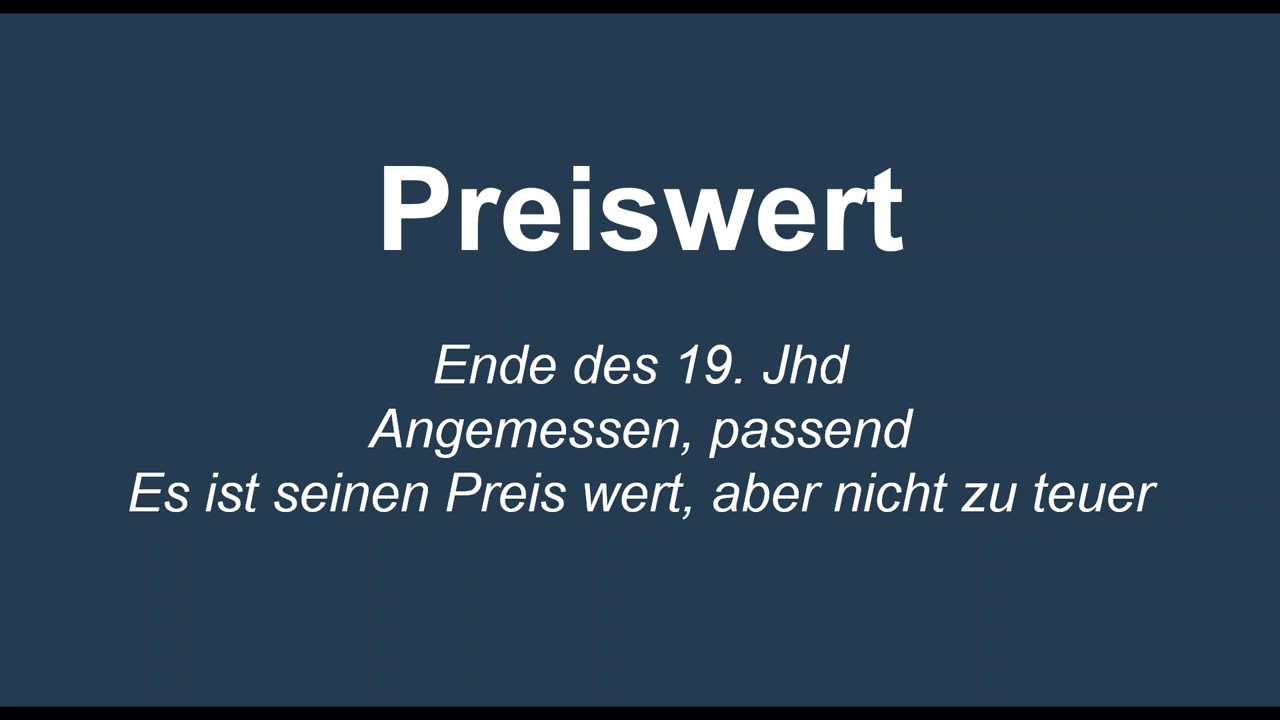 Preiswert
Ende des 19. Jhd
Angemessen, passend
Es ist seinen Preis wert, aber nicht zu teuer